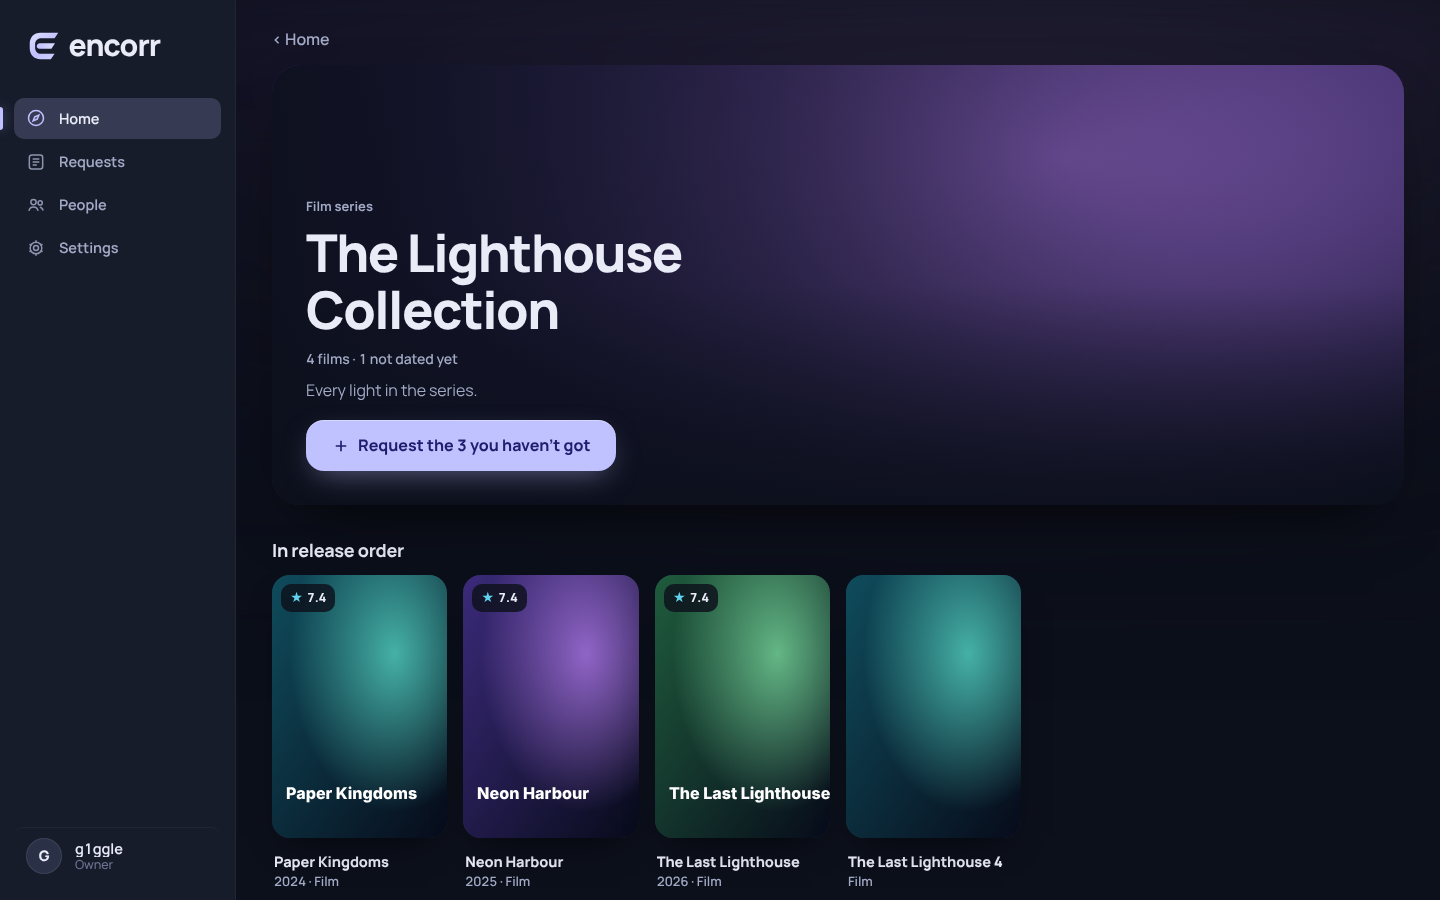 encorr
Home
Requests
People
Settings
G
g1ggle
Owner
‹ Home
Film series
The Lighthouse
Collection
4 films · 1 not dated yet
Every light in the series.
+ Request the 3 you haven't got
In release order
★ 7.4
Paper Kingdoms
Paper Kingdoms
2024 · Film
★ 7.4
Neon Harbour
Neon Harbour
2025 · Film
★ 7.4
The Last Lighthouse
The Last Lighthouse
2026 · Film
The Last Lighthouse 4
Film